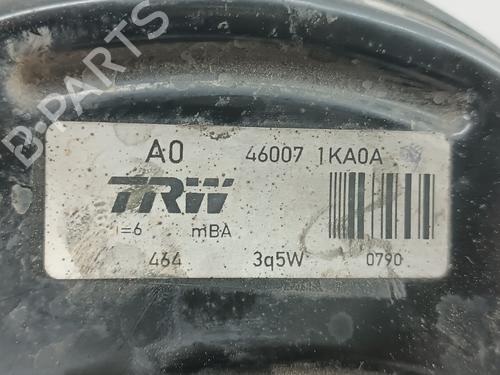 B-PARTS
A0 46007 1KA0A
TRW
i=6 mBA
464 3q5W 0790